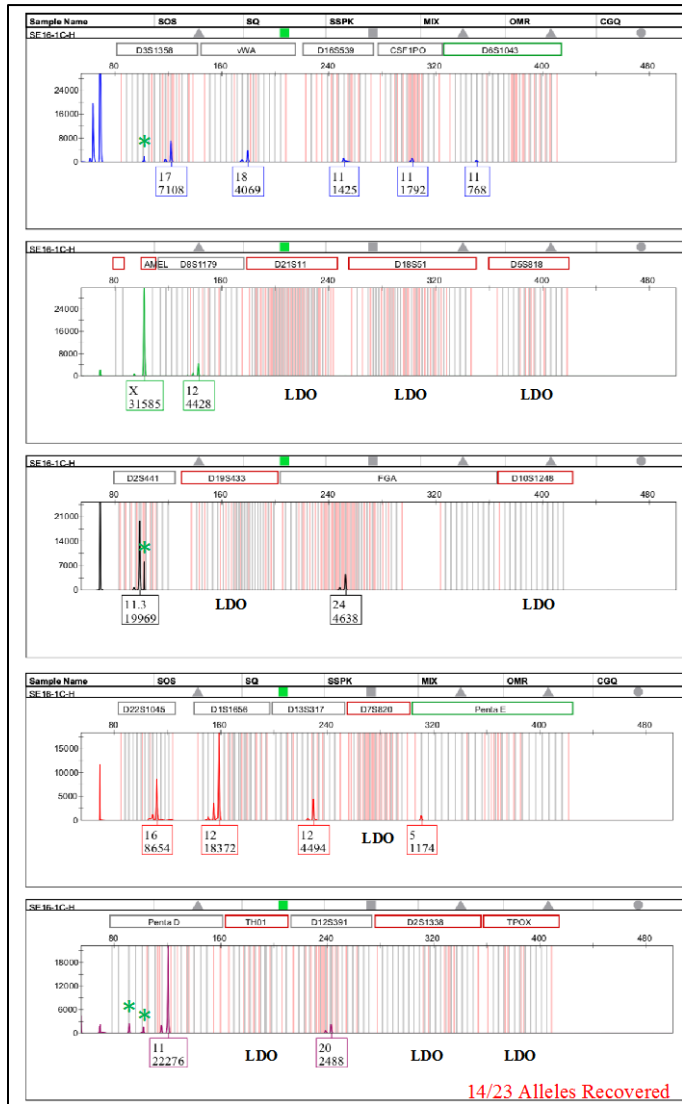 Sample Name SOS SQ SSPK MIX OMR CGQ
SE16-1C-H
D3S1358 vWA D16S539 CSF1PO D6S1043
80 160 240 320 400 480
24000
16000
8000
0
*
17 18 11 11 11
7108 4069 1425 1792 768
SE16-1C-H
AMEL D8S1179 D21S11 D18S51 D5S818
80 160 240 320 400 480
24000
16000
8000
0
X 12 LDO LDO LDO
31585 4428
SE16-1C-H
D2S441 D19S433 FGA D10S1248
80 160 240 320 400 480
21000
14000
7000
0
*
11.3 LDO 24 LDO
19969 4638
Sample Name SOS SQ SSPK MIX OMR CGQ
SE16-1C-H
D22S1045 D1S1656 D13S317 D7S820 Penta E
80 160 240 320 400 480
15000
10000
5000
0
16 12 12 LDO 5
8654 18372 4494 1174
SE16-1C-H
Penta D TH01 D12S391 D2S1338 TPOX
80 160 240 320 400 480
18000
12000
6000
0
* *
11 LDO 20 LDO LDO
22276 2488
14/23 Alleles Recovered